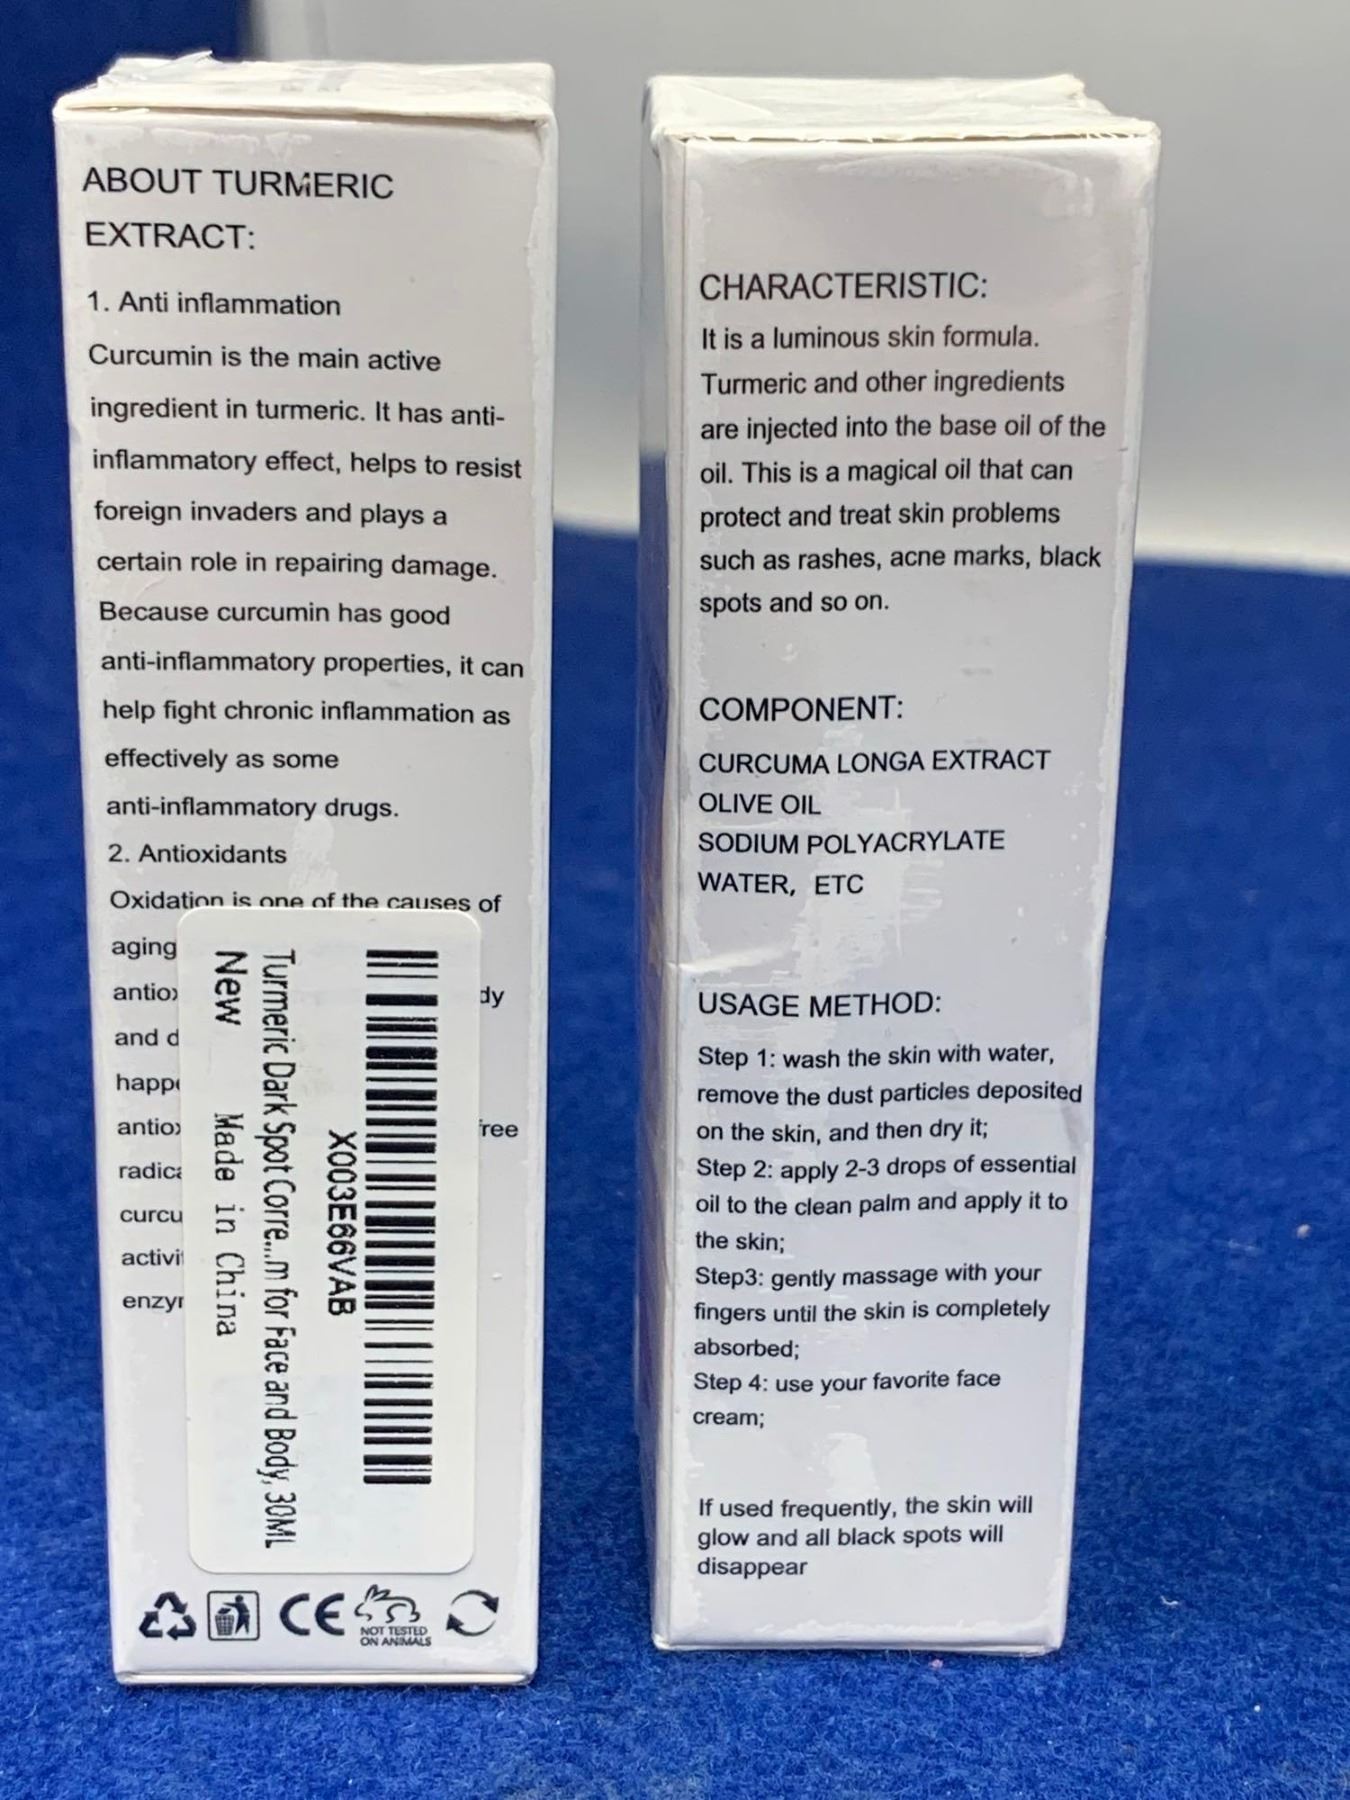 ABOUT TURMERIC
EXTRACT:
1. Anti inflammation
Curcumin is the main active
ingredient in turmeric. It has anti-
inflammatory effect, helps to resist
foreign invaders and plays a
certain role in repairing damage.
Because curcumin has good
anti-inflammatory properties, it can
help fight chronic inflammation as
effectively as some
anti-inflammatory drugs.
2. Antioxidants
Oxidation is one of the causes of
aging
and
X003E66VAB
Turmeric Dark Spot Corre...m for Face and Body, 30ML
New Made in China
CE
NOT TESTED
ON ANIMALS
CHARACTERISTIC:
It is a luminous skin formula.
Turmeric and other ingredients
are injected into the base oil of the
oil. This is a magical oil that can
protect and treat skin problems
such as rashes, acne marks, black
spots and so on.
COMPONENT:
CURCUMA LONGA EXTRACT
OLIVE OIL
SODIUM POLYACRYLATE
WATER, ETC
USAGE METHOD:
Step 1: wash the skin with water,
remove the dust particles deposited
on the skin, and then dry it;
Step 2: apply 2-3 drops of essential
oil to the clean palm and apply it to
the skin;
Step3: gently massage with your
fingers until the skin is completely
absorbed;
Step 4: use your favorite face
cream;
If used frequently, the skin will
glow and all black spots will
disappear